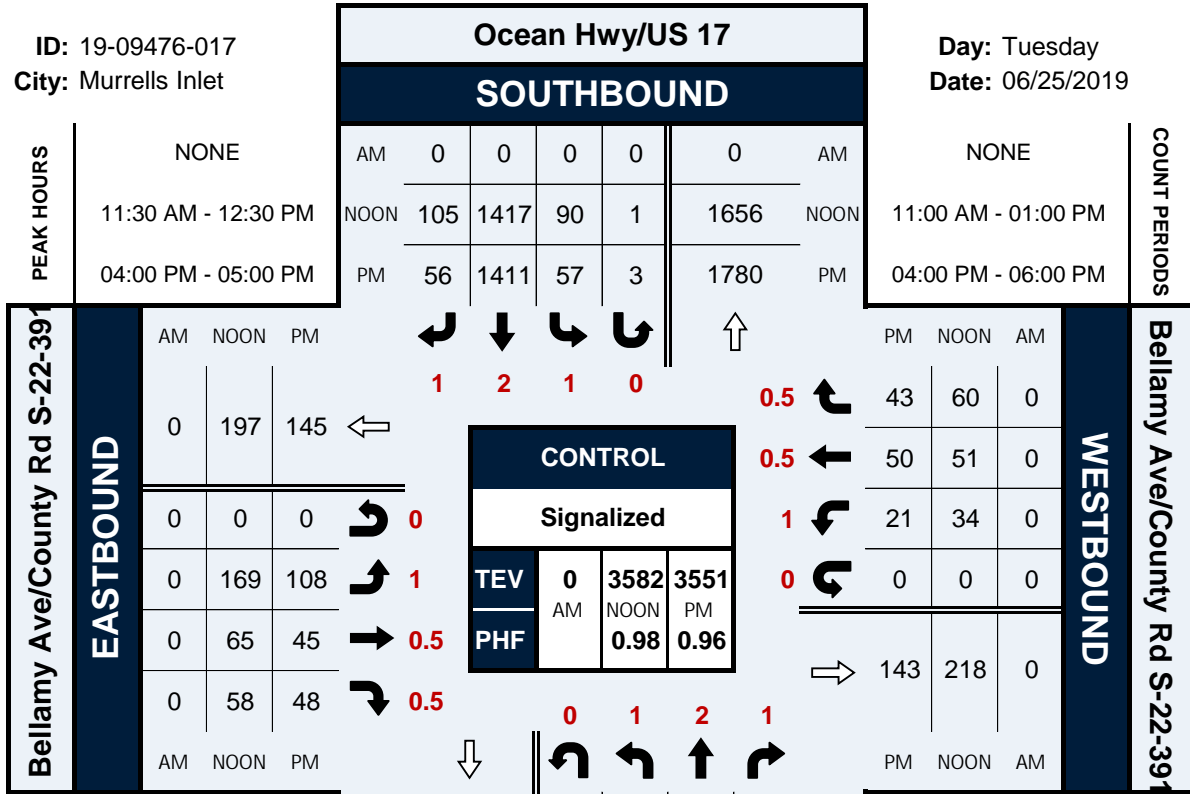 Ocean Hwy/US 17
ID: 19-09476-017
Day: Tuesday
City: Murrells Inlet
SOUTHBOUND
Date: 06/25/2019
PEAK HOURS
NONE
AM 0 0 0 0 0 AM
NONE
COUNT PERIODS
11:30 AM - 12:30 PM
NOON 105 1417 90 1 1656 NOON
11:00 AM - 01:00 PM
04:00 PM - 05:00 PM
PM 56 1411 57 3 1780 PM
04:00 PM - 06:00 PM
Bellamy Ave/County Rd S-22-391
EASTBOUND
AM NOON PM
0 197 145
0 0 0 0
0 169 108 1
0 65 45 0.5
0 58 48 0.5
AM NOON PM
1 2 1 0
CONTROL
Signalized
TEV 0 3582 3551
AM NOON PM
PHF 0.98 0.96
0 1 2 1
PM NOON AM
0.5 43 60 0
0.5 50 51 0
1 21 34 0
0 0 0 0
143 218 0
PM NOON AM
WESTBOUND
Bellamy Ave/County Rd S-22-391